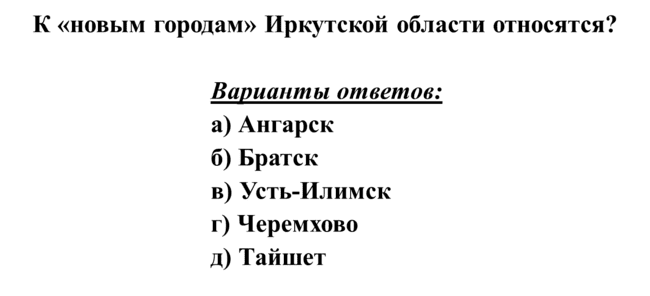 К «новым городам» Иркутской области относятся?
Варианты ответов:
а) Ангарск
б) Братск
в) Усть-Илимск
г) Черемхово
д) Тайшет